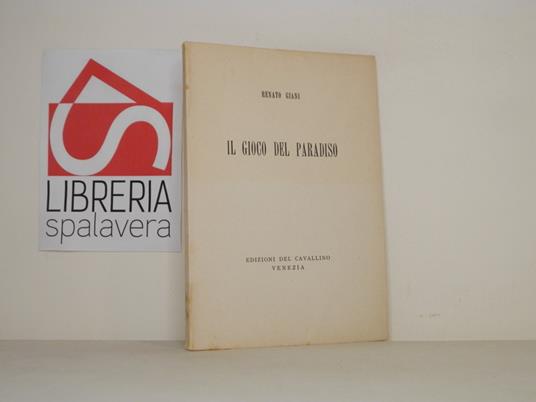 LIBRERIA
spalavera
RENATO GIANI
IL GIOCO DEL PARADISO
EDIZIONI DEL CAVALLINO
VENEZIA